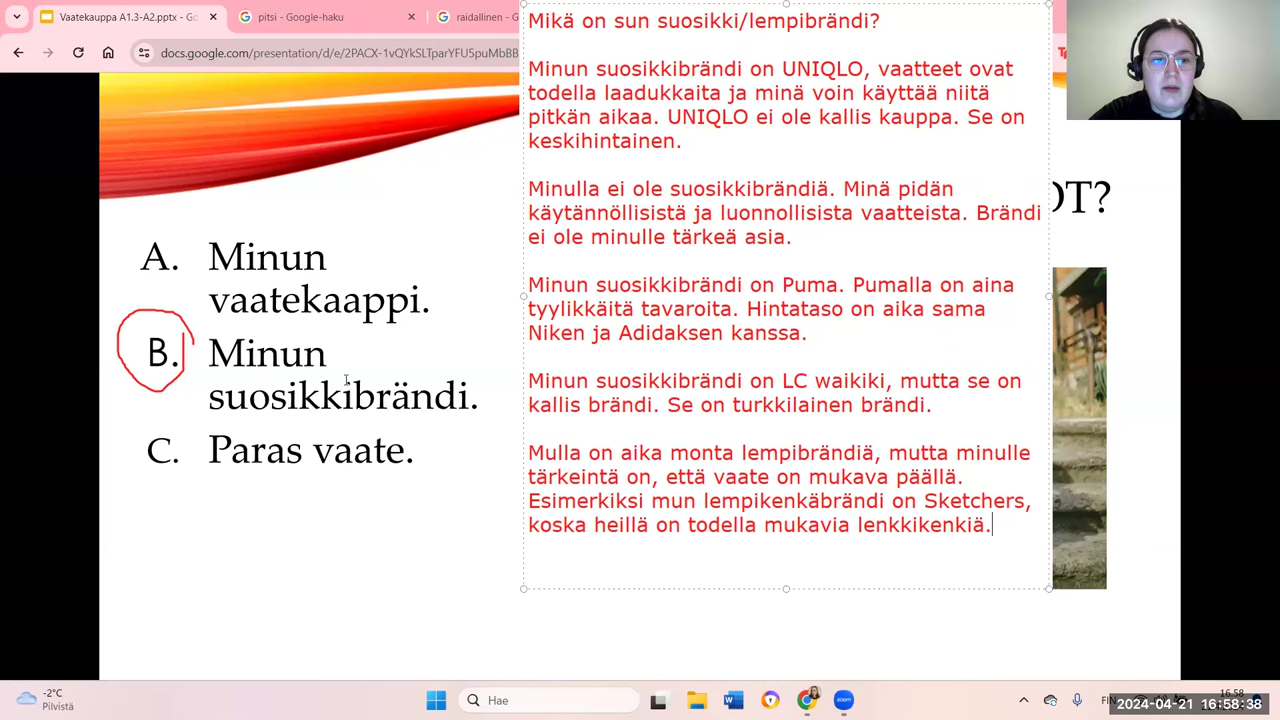 Vaatekauppa A1.3-A2.pptx
pitsi - Google-haku
docs.google.com/presentation/d/e/2PACX-1vQYkSLTparYFU5puMbBB
A. Minun
vaatekaappi.
B. Minun
suosikkibrändi.
C. Paras vaate.
Mikä on sun suosikki/lempibrändi?
Minun suosikkibrändi on UNIQLO, vaatteet ovat
todella laadukkaita ja minä voin käyttää niitä
pitkän aikaa. UNIQLO ei ole kallis kauppa. Se on
keskihintainen.
Minulla ei ole suosikkibrändiä. Minä pidän
käytännöllisistä ja luonnollisista vaatteista. Brändi
ei ole minulle tärkeä asia.
Minun suosikkibrändi on Puma. Pumalla on aina
tyylikkäitä tavaroita. Hintataso on aika sama
Niken ja Adidaksen kanssa.
Minun suosikkibrändi on LC waikiki, mutta se on
kallis brändi. Se on turkkilainen brändi.
Mulla on aika monta lempibrändiä, mutta minulle
tärkeintä on, että vaate on mukava päällä.
Esimerkiksi mun lempikenkäbrändi on Sketchers,
koska heillä on todella mukavia lenkkikenkiä.
OT?
-2°C
Pilvistä
Hae
FIN
16.58
2024-04-21 16:58:38